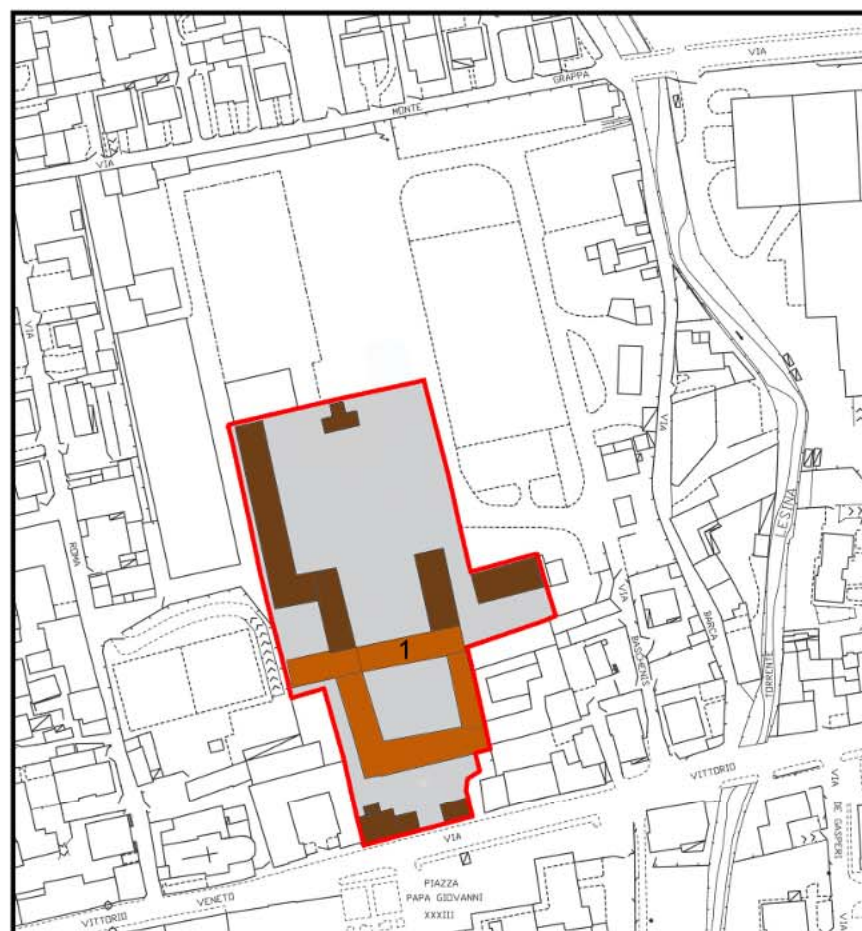 VIA
GRAPPA
MONTE
VIA
VIA
VIA
ROMA
LESINA
VIA
1
BARCA
BASCHENIS
TORRENTE
VITTORIO
VIA
DE GASPERI
VIA
VIA
PIAZZA
PAPA GIOVANNI
XXXIII
VENETO
VITTORIO